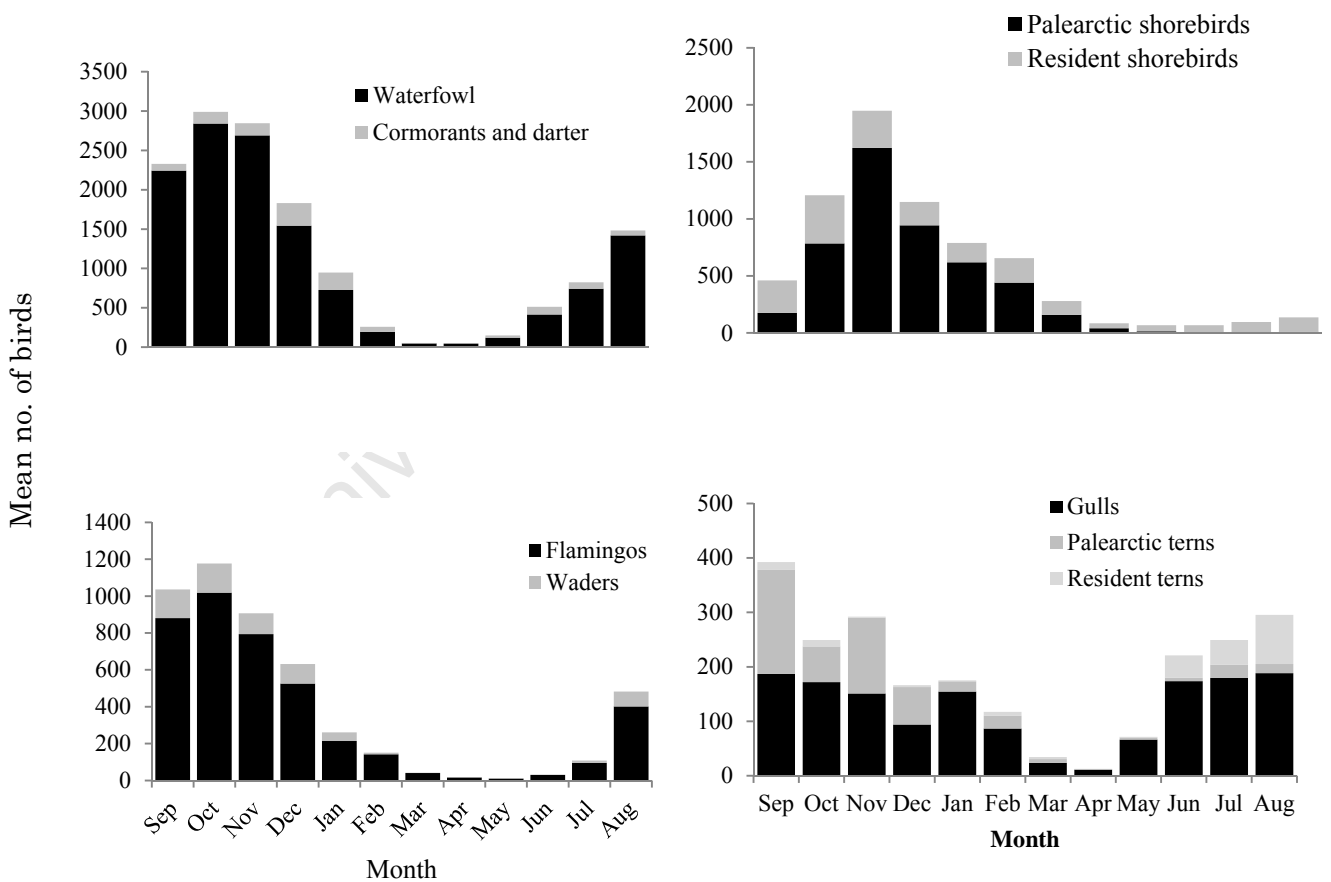 Mean no. of birds
3500
3000
2500
2000
1500
1000
500
0
Waterfowl
Cormorants and darter
2500
2000
1500
1000
500
0
Palearctic shorebirds
Resident shorebirds
1400
1200
1000
800
600
400
200
0
Flamingos
Waders
Sep Oct Nov Dec Jan Feb Mar Apr May Jun Jul Aug
Month
500
400
300
200
100
0
Gulls
Palearctic terns
Resident terns
Sep Oct Nov Dec Jan Feb Mar Apr May Jun Jul Aug
Month